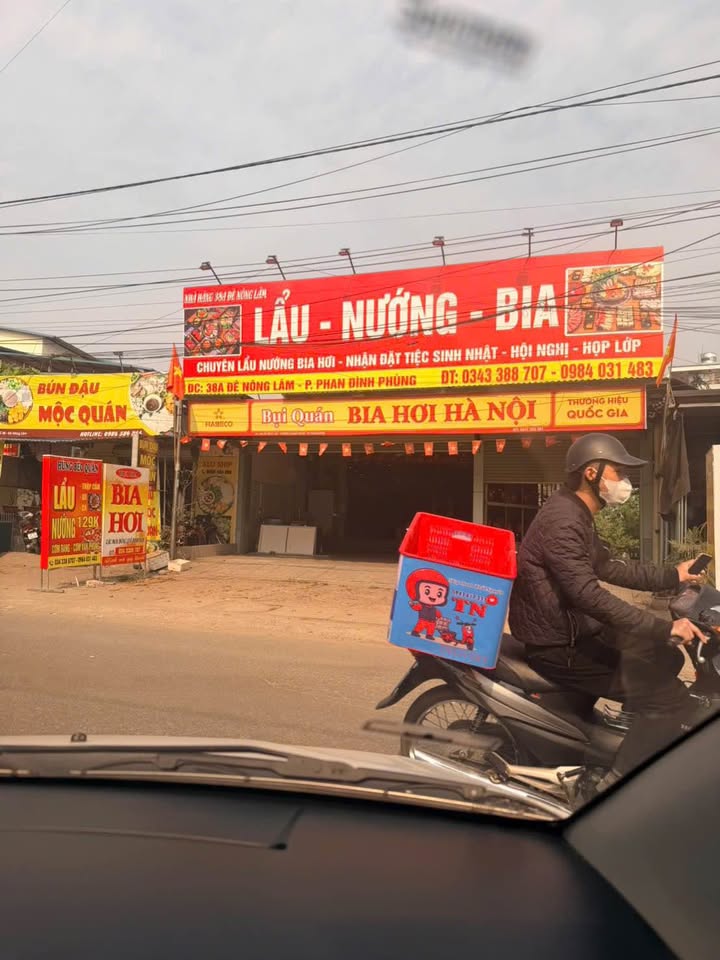 NHÀ HÀNG 38A ĐÊ NÔNG LÂM
LẨU - NƯỚNG - BIA
CHUYÊN LẨU NƯỚNG BIA HƠI - NHẬN ĐẶT TIỆC SINH NHẬT - HỘI NGHỊ - HỌP LỚP
ĐC: 38A ĐÊ NÔNG LÂM - P. PHAN ĐÌNH PHÙNG ĐT: 0343 388 707 - 0984 031 483
HABECO
Bụi Quán BIA HƠI HÀ NỘI
THƯƠNG HIỆU
QUỐC GIA
BÚN ĐẬU
MỘC QUÁN
HOTLINE:
LẨU
NƯỚNG
129K
BIA
HƠI
TN